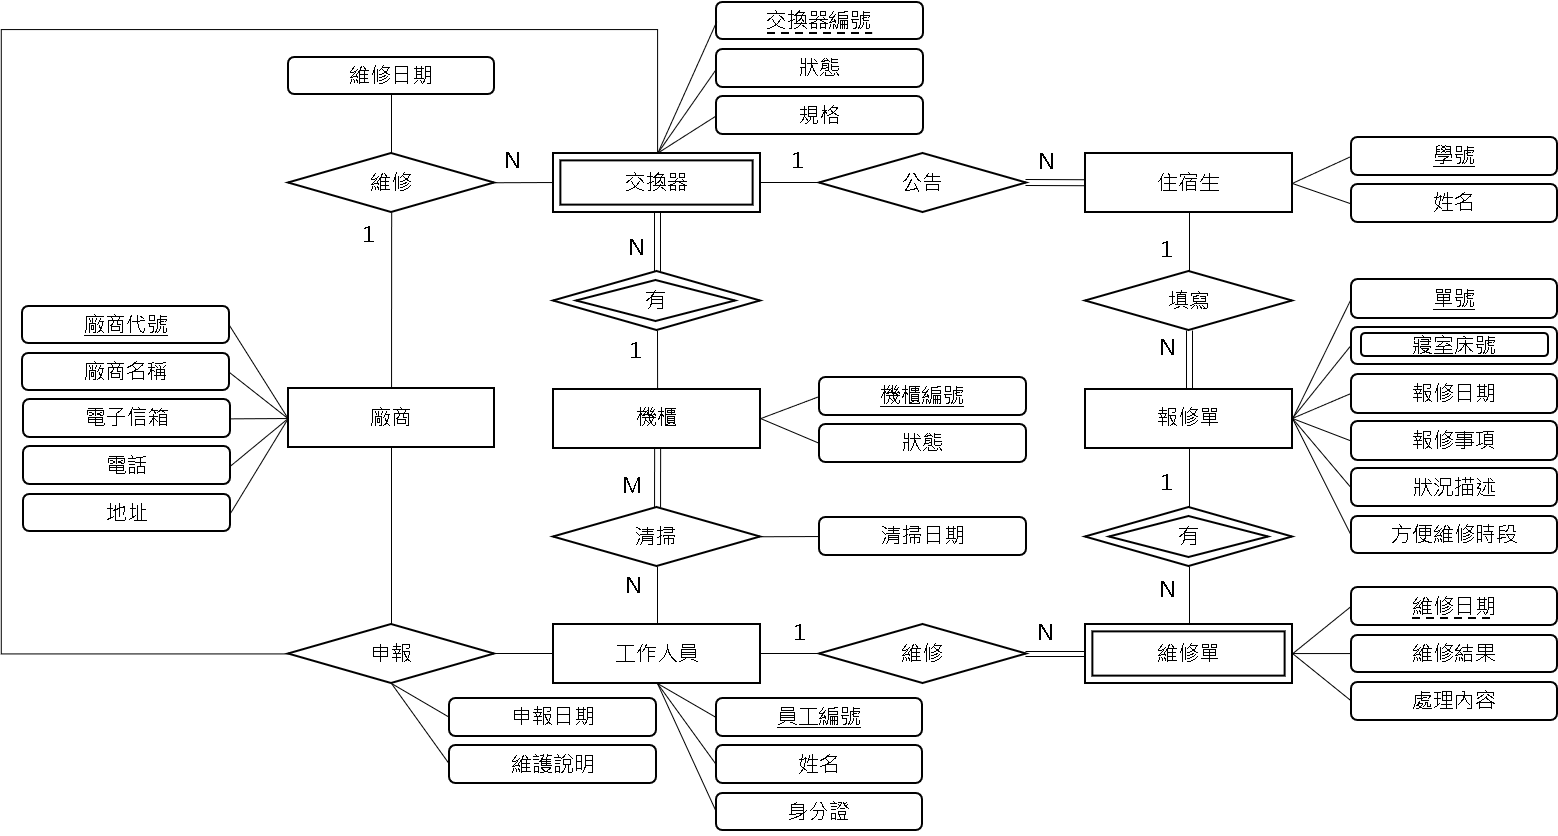 交換器編號
狀態
規格
維修日期
維修
N
交換器
1
公告
N
住宿生
學號
姓名
1
N
1
有
填寫
1
N
廠商代號
廠商名稱
電子信箱
電話
地址
廠商
機櫃
機櫃編號
狀態
報修單
單號
寢室床號
報修日期
報修事項
狀況描述
方便維修時段
M
1
清掃
清掃日期
有
N
N
申報
工作人員
1
維修
N
維修單
維修日期
維修結果
處理內容
申報日期
維護說明
員工編號
姓名
身分證